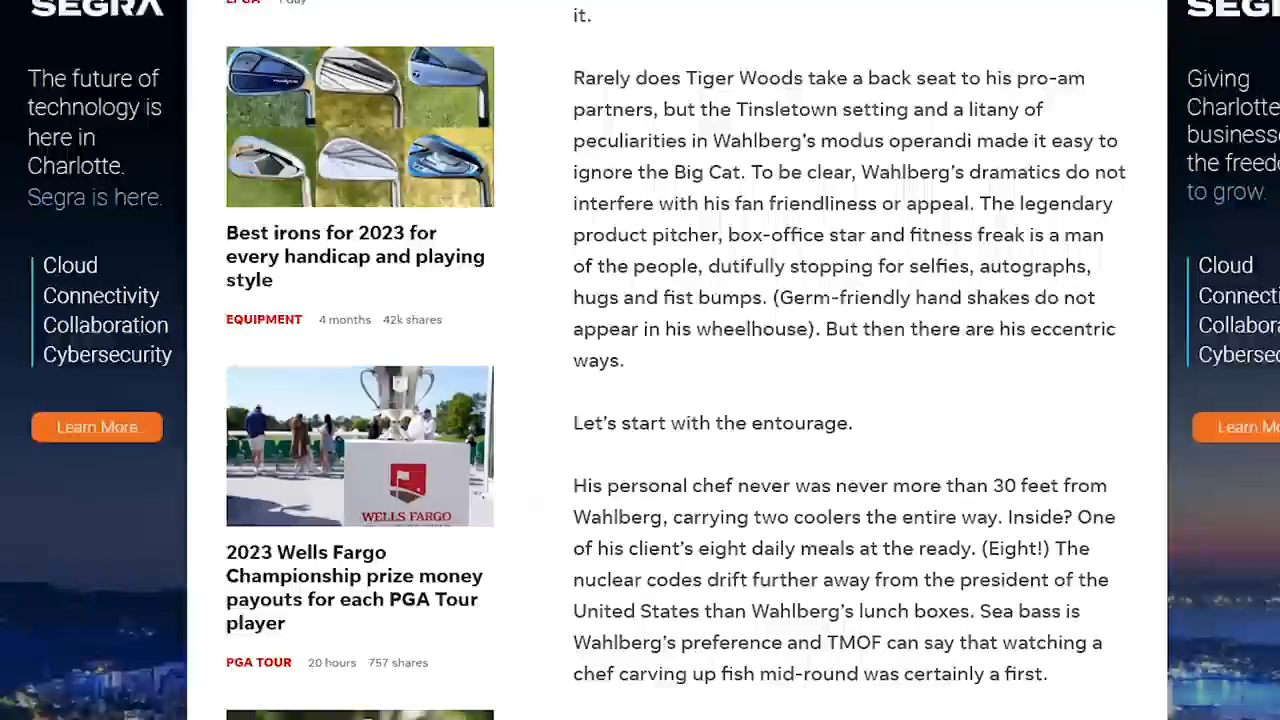 SEGRA
The future of
technology is
here in
Charlotte.
Segra is here.
Cloud
Connectivity
Collaboration
Cybersecurity
Learn More
LPGA 1 day
Best irons for 2023 for
every handicap and playing
style
EQUIPMENT 4 months 42k shares
WELLS FARGO
2023 Wells Fargo
Championship prize money
payouts for each PGA Tour
player
PGA TOUR 20 hours 757 shares
it.
Rarely does Tiger Woods take a back seat to his pro-am
partners, but the Tinsletown setting and a litany of
peculiarities in Wahlberg’s modus operandi made it easy to
ignore the Big Cat. To be clear, Wahlberg’s dramatics do not
interfere with his fan friendliness or appeal. The legendary
product pitcher, box-office star and fitness freak is a man
of the people, dutifully stopping for selfies, autographs,
hugs and fist bumps. (Germ-friendly hand shakes do not
appear in his wheelhouse). But then there are his eccentric
ways.
Let’s start with the entourage.
His personal chef never was never more than 30 feet from
Wahlberg, carrying two coolers the entire way. Inside? One
of his client’s eight daily meals at the ready. (Eight!) The
nuclear codes drift further away from the president of the
United States than Wahlberg’s lunch boxes. Sea bass is
Wahlberg’s preference and TMOF can say that watching a
chef carving up fish mid-round was certainly a first.
SEG
Giving
Charlotte
business
the freed
to grow.
Cloud
Connecti
Collabora
Cybersec
Learn Mo